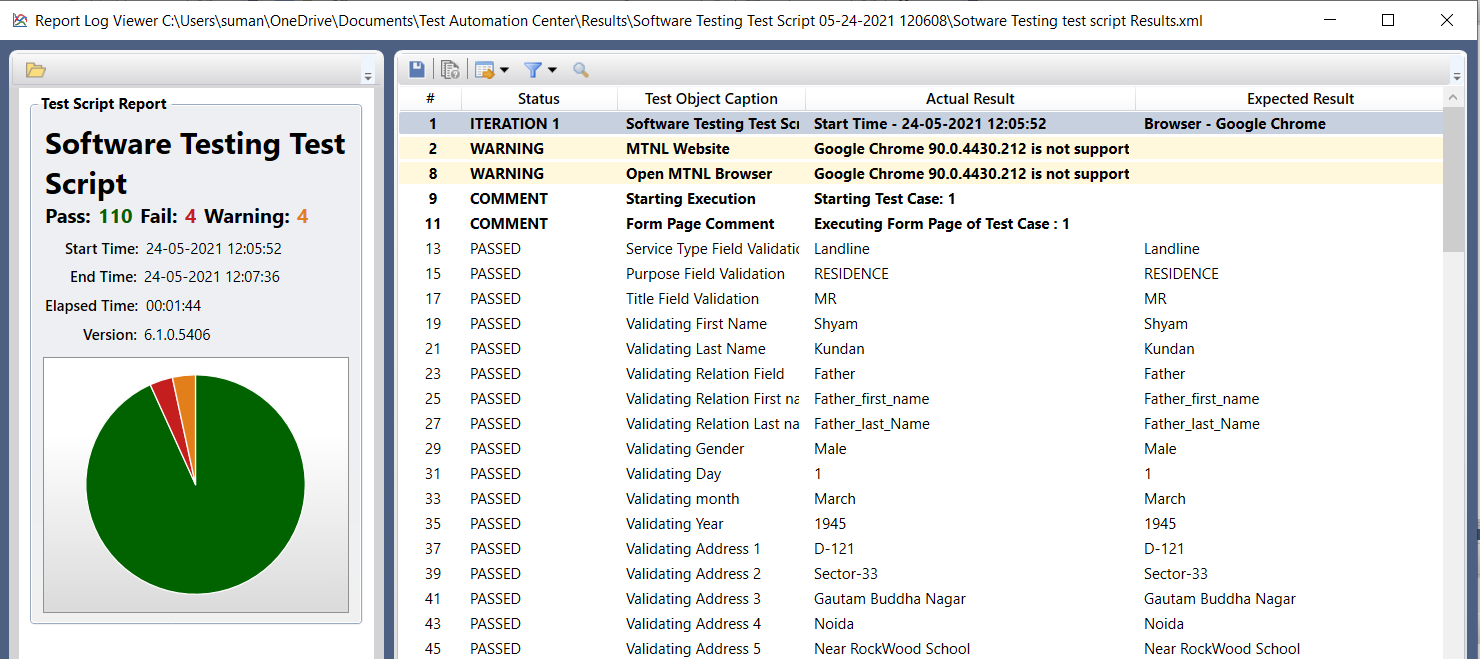 Report Log Viewer C:\Users\suman\OneDrive\Documents\Test Automation Center\Results\Software Testing Test Script 05-24-2021 120608\Sotware Testing test script Results.xml
Test Script Report
Software Testing Test
Script
Pass: 110 Fail: 4 Warning: 4
Start Time: 24-05-2021 12:05:52
End Time: 24-05-2021 12:07:36
Elapsed Time: 00:01:44
Version: 6.1.0.5406
# Status Test Object Caption Actual Result Expected Result
1 ITERATION 1 Software Testing Test Scr Start Time - 24-05-2021 12:05:52 Browser - Google Chrome
2 WARNING MTNL Website Google Chrome 90.0.4430.212 is not support
8 WARNING Open MTNL Browser Google Chrome 90.0.4430.212 is not support
9 COMMENT Starting Execution Starting Test Case: 1
11 COMMENT Form Page Comment Executing Form Page of Test Case : 1
13 PASSED Service Type Field Validatic Landline Landline
15 PASSED Purpose Field Validation RESIDENCE RESIDENCE
17 PASSED Title Field Validation MR MR
19 PASSED Validating First Name Shyam Shyam
21 PASSED Validating Last Name Kundan Kundan
23 PASSED Validating Relation Field Father Father
25 PASSED Validating Relation First na Father_first_name Father_first_name
27 PASSED Validating Relation Last na Father_last_Name Father_last_Name
29 PASSED Validating Gender Male Male
31 PASSED Validating Day 1 1
33 PASSED Validating month March March
35 PASSED Validating Year 1945 1945
37 PASSED Validating Address 1 D-121 D-121
39 PASSED Validating Address 2 Sector-33 Sector-33
41 PASSED Validating Address 3 Gautam Buddha Nagar Gautam Buddha Nagar
43 PASSED Validating Address 4 Noida Noida
45 PASSED Validating Address 5 Near RockWood School Near RockWood School